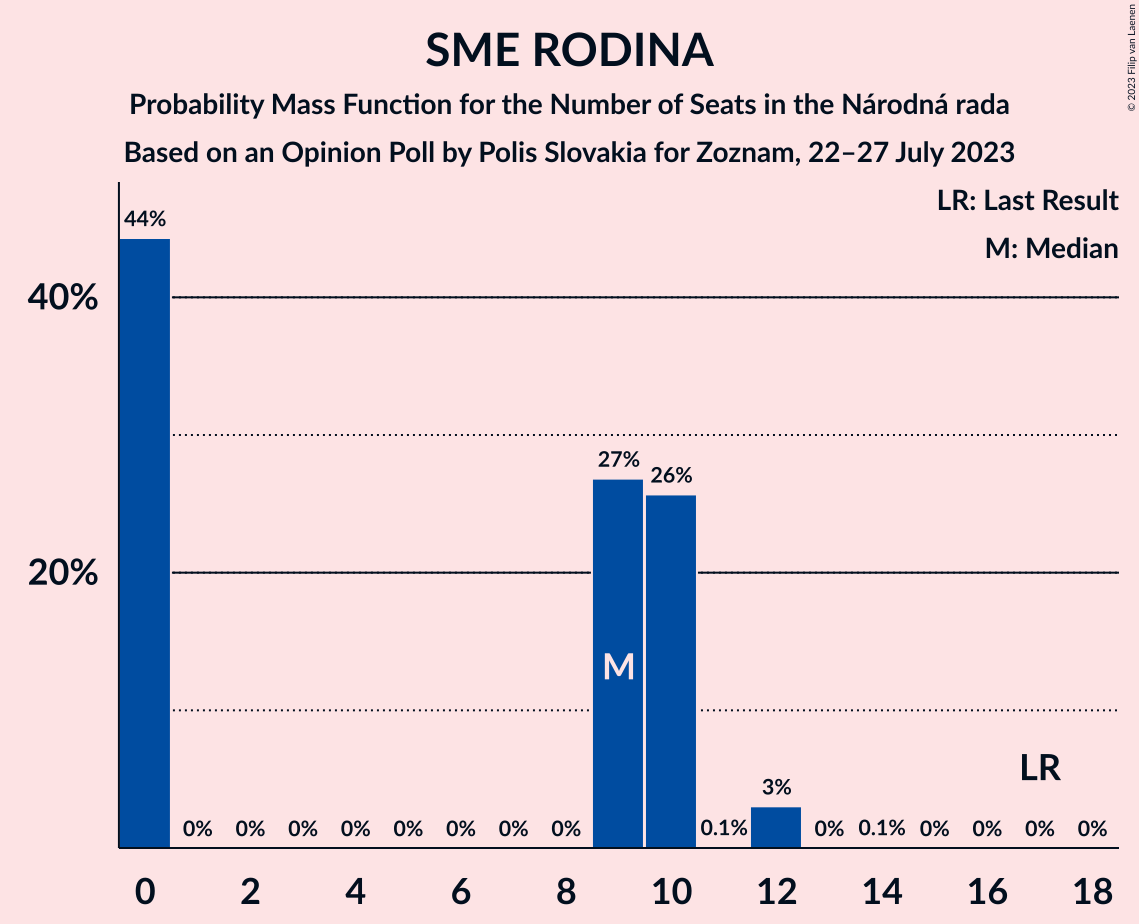 SME RODINA
Probability Mass Function for the Number of Seats in the Národná rada
Based on an Opinion Poll by Polis Slovakia for Zoznam, 22–27 July 2023
© 2023 Filip van Laenen
LR: Last Result
M: Median
44%
40%
27%
26%
20%
M
LR
3%
0% 0% 0% 0% 0% 0% 0% 0% 0.1% 0% 0.1% 0% 0% 0% 0%
0 2 4 6 8 10 12 14 16 18